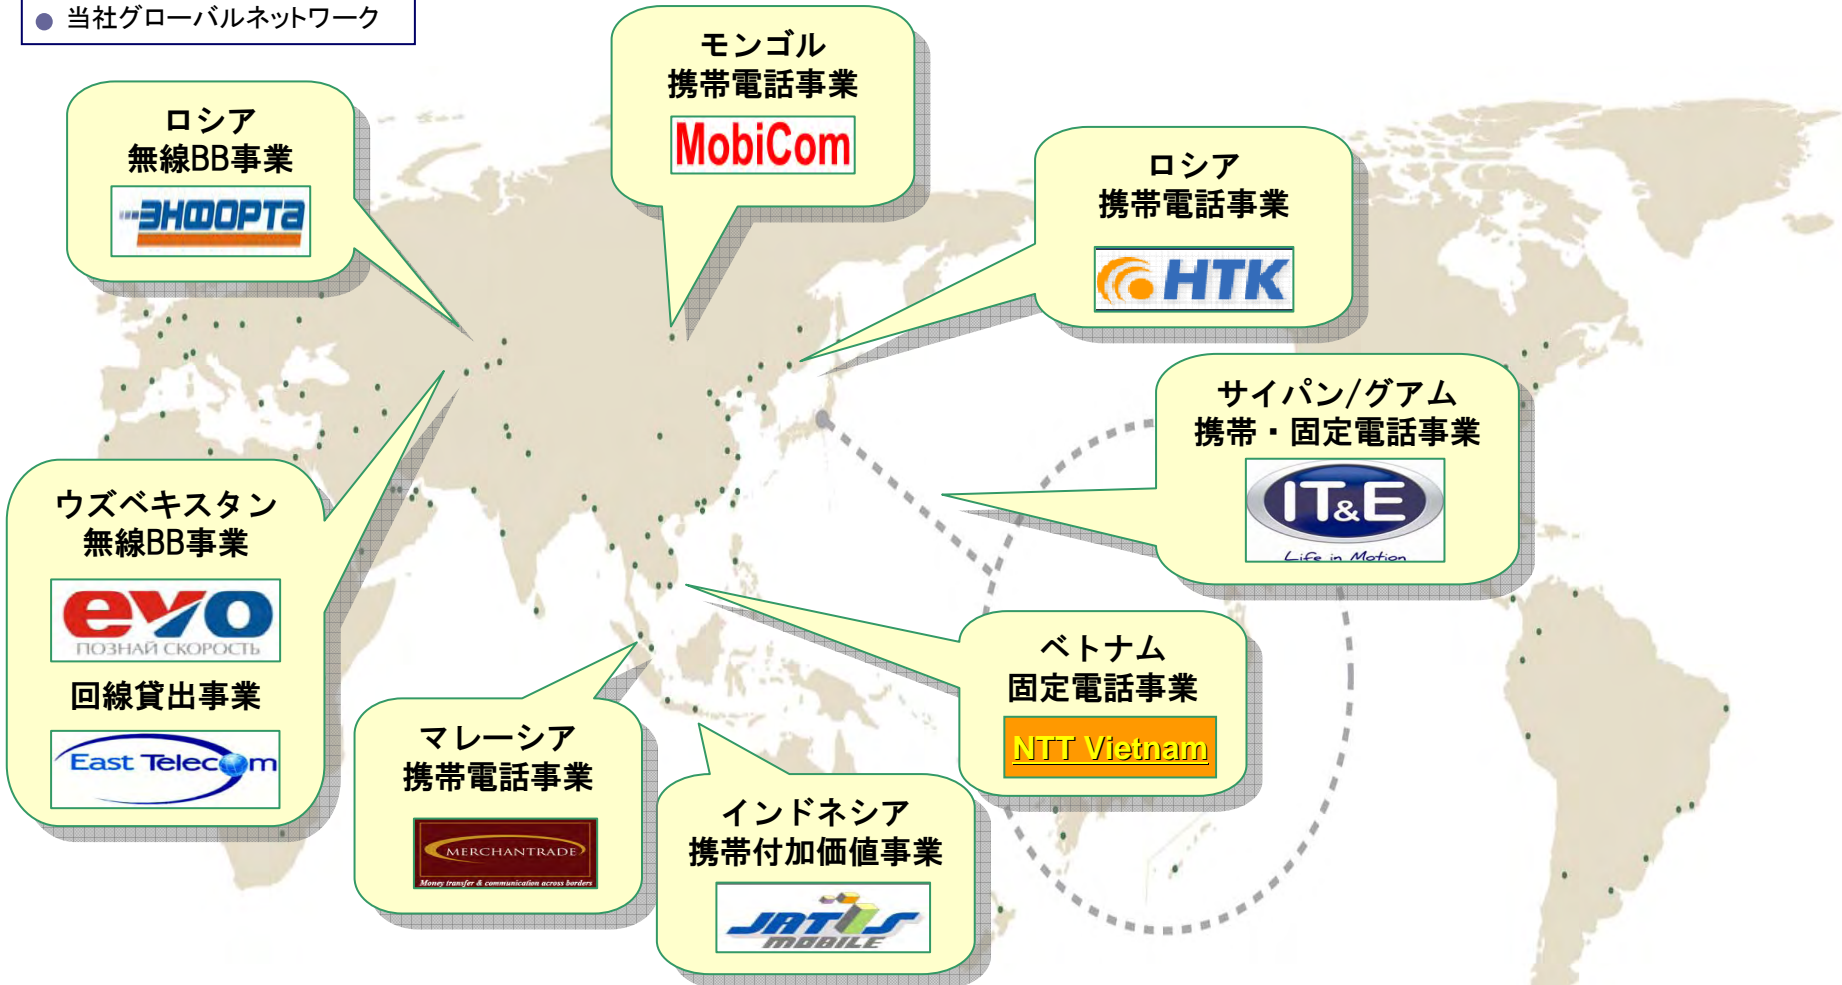 ● 当社グローバルネットワーク
モンゴル
携帯電話事業
MobiCom
ロシア
無線BB事業
ЭНФОРТА
ロシア
携帯電話事業
НТК
サイパン/グアム
携帯・固定電話事業
IT&E
Life in Motion
ウズベキスタン
無線BB事業
evo
ПОЗНАЙ СКОРОСТЬ
回線貸出事業
East Telecom
ベトナム
固定電話事業
NTT Vietnam
マレーシア
携帯電話事業
MERCHANTRADE
Money transfer & communication across borders
インドネシア
携帯付加価値事業
JATIS
MOBILE